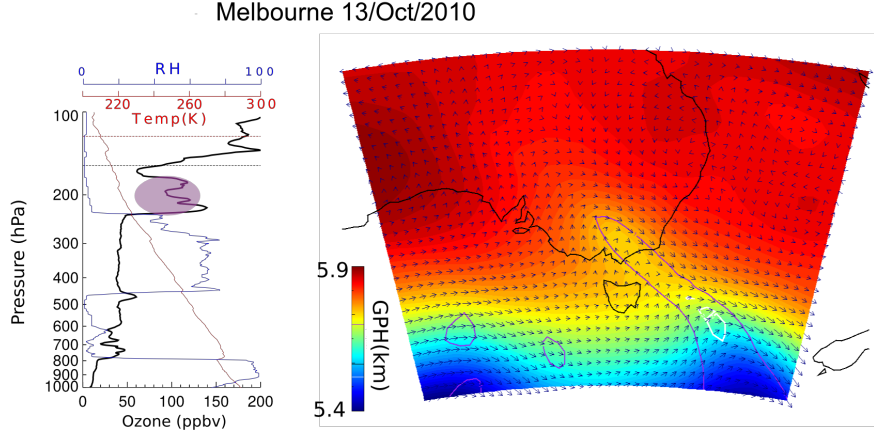 Melbourne 13/Oct/2010
0 RH 100
220 260 300
Temp(K)
100
200
300
400
500
600
700
800
900
1000
Pressure (hPa)
0 50 100 150 200
Ozone (ppbv)
5.9
GPH(km)
5.4